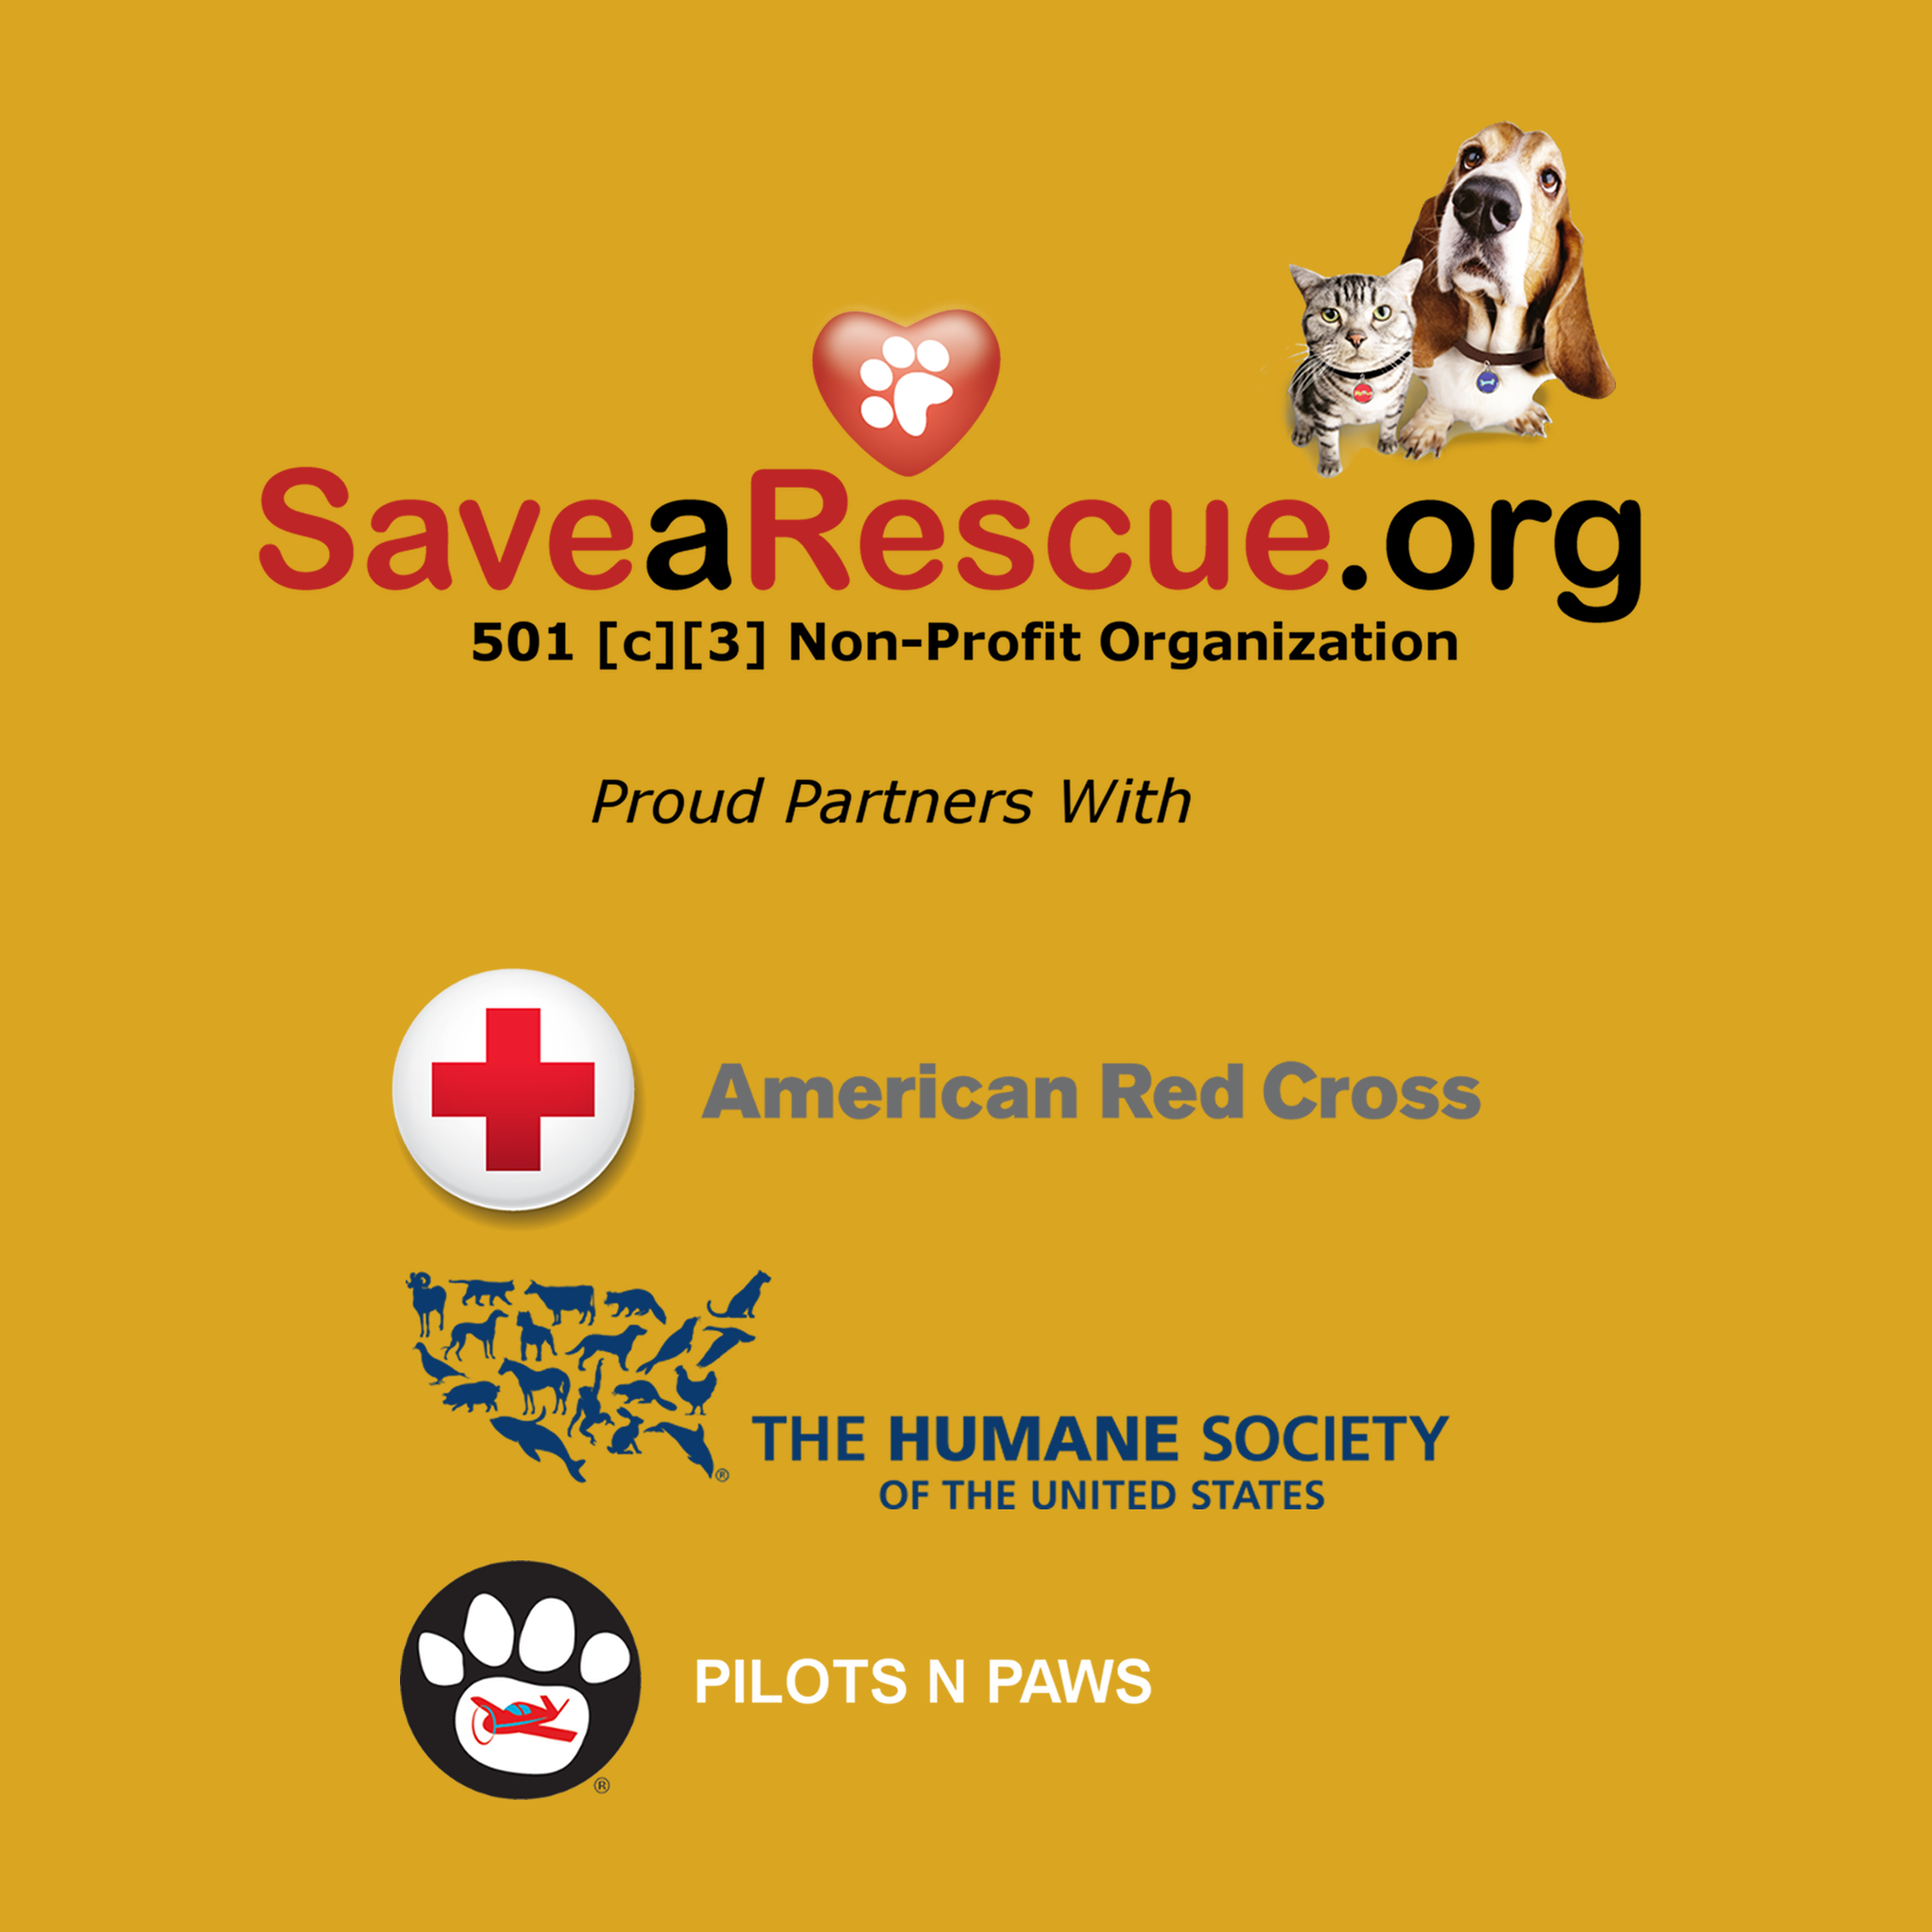 SaveaRescue.org
501 [c][3] Non-Profit Organization
Proud Partners With
American Red Cross
THE HUMANE SOCIETY
OF THE UNITED STATES
®
PILOTS N PAWS
®